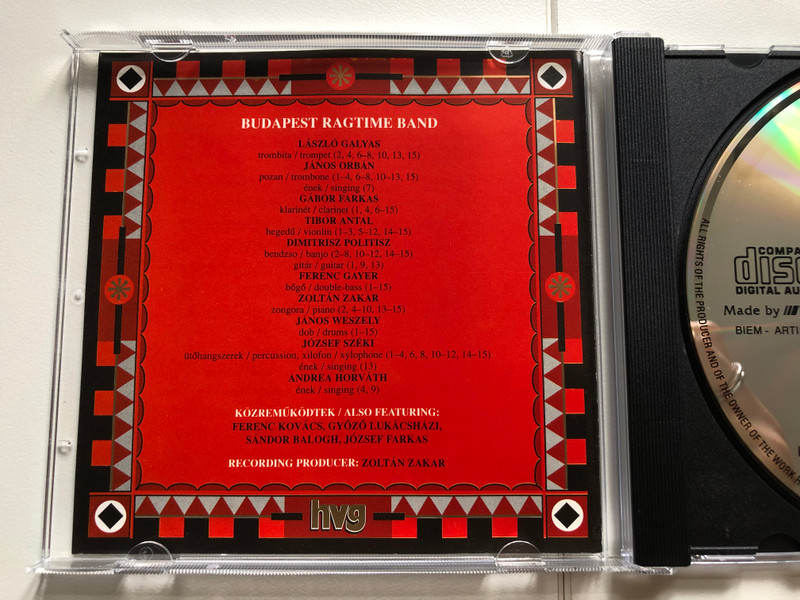 BUDAPEST RAGTIME BAND
LÁSZLÓ GALYAS
trombita / trompet (2, 4, 6–8, 10, 13, 15)
JÁNOS ORBÁN
pozan / trombone (1–4, 6–8, 10–13, 15)
ének / singing (7)
GÁBOR FARKAS
klarinét / clarinet (1, 4, 6–15)
TIBOR ANTAL
hegedű / vionlin (1–3, 5–12, 14–15)
DIMITRISZ POLITISZ
bendzso / banjo (2–8, 10–12, 14–15)
gitár / guitar (1, 9, 13)
FERENC GAYER
bőgő / double-bass (1–15)
ZOLTÁN ZAKAR
zongora / piano (2, 4–10, 13–15)
JÁNOS WESZELY
dob / drums (1–15)
JÓZSEF SZÉKI
ütőhangszerek / percussion, xilofon / xylophone (1–4, 6, 8, 10–12, 14–15)
ének / singing (13)
ANDREA HORVÁTH
ének / singing (4, 9)
KÖZREMŰKÖDTEK / ALSO FEATURING:
FERENC KOVÁCS, GYŐZŐ LUKÁCSHÁZI,
SÁNDOR BALOGH, JÓZSEF FARKAS
RECORDING PRODUCER: ZOLTÁN ZAKAR
hvg
COMPA
disc
DIGITAL AU
Made by
BIEM - ARTI
ALL RIGHTS OF THE PRODUCER AND OF THE OWNER OF THE WORK